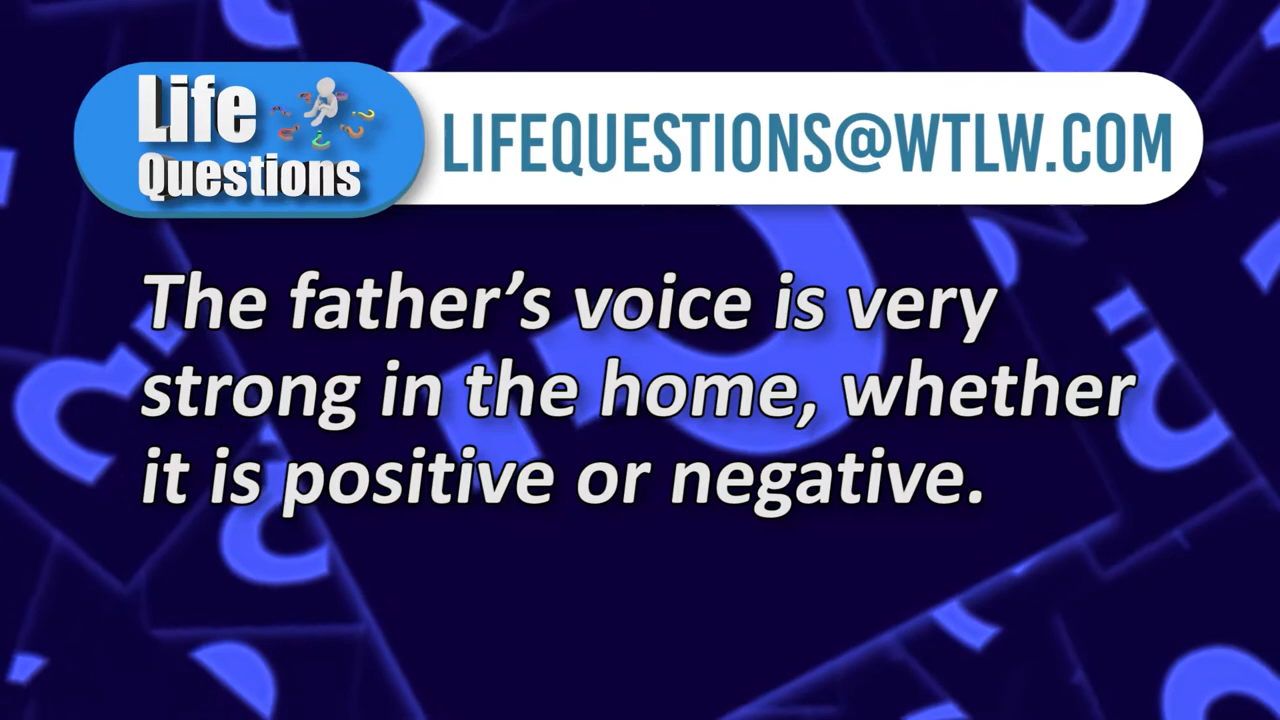 Life
Questions
LIFEQUESTIONS@WTLW.COM
The father’s voice is very
strong in the home, whether
it is positive or negative.